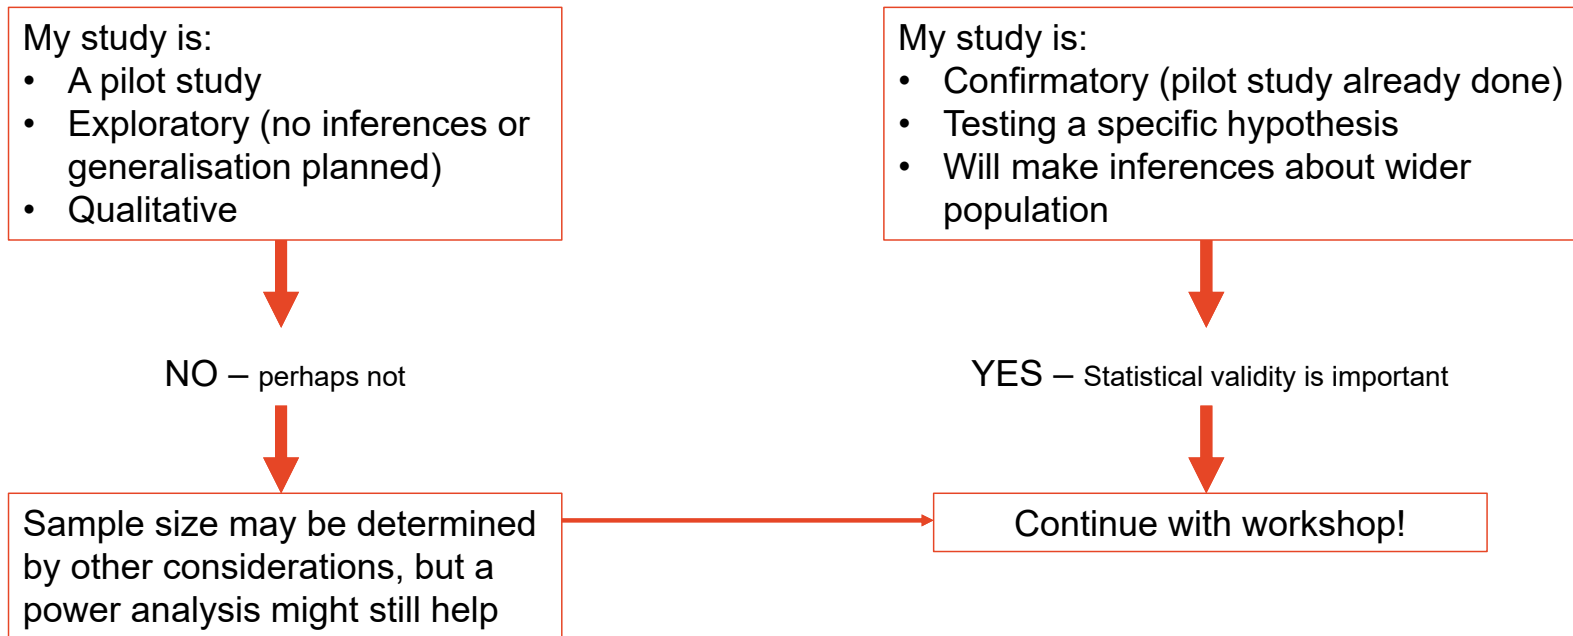 My study is:
• A pilot study
• Exploratory (no inferences or
generalisation planned)
• Qualitative
My study is:
• Confirmatory (pilot study already done)
• Testing a specific hypothesis
• Will make inferences about wider
population
NO – perhaps not
YES – Statistical validity is important
Sample size may be determined
by other considerations, but a
power analysis might still help
Continue with workshop!